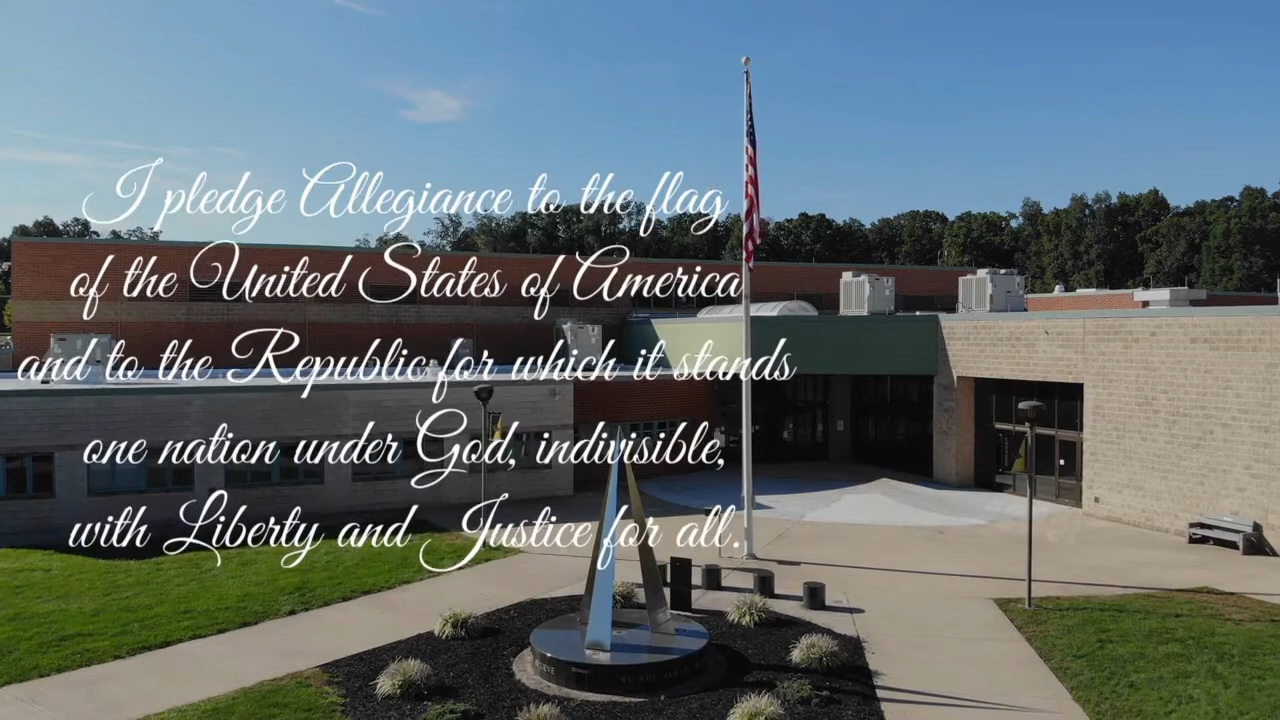 I pledge Allegiance to the flag
of the United States of America
and to the Republic for which it stands
one nation under God, indivisible,
with Liberty and Justice for all.